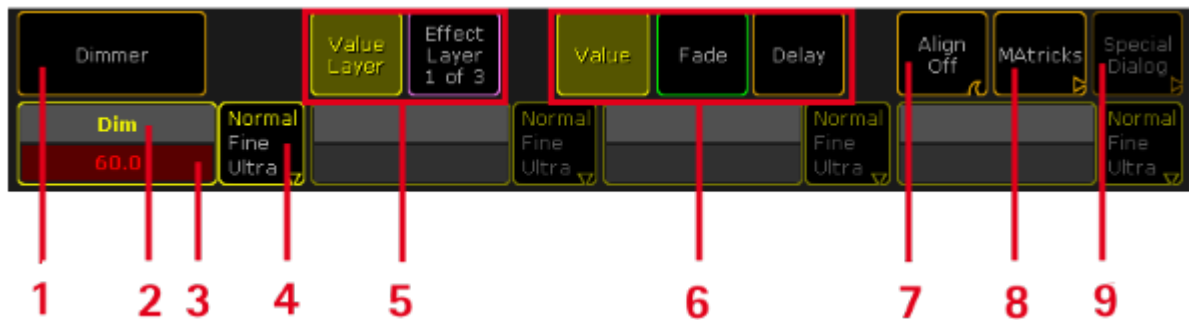 Dimmer
Value
Layer
Effect
Layer
1 of 3
Value
Fade
Delay
Align
Off
MAtricks
Special
Dialog
Dim
60.0
Normal
Fine
Ultra
Normal
Fine
Ultra
Normal
Fine
Ultra
Normal
Fine
Ultra
1 2 3 4 5 6 7 8 9